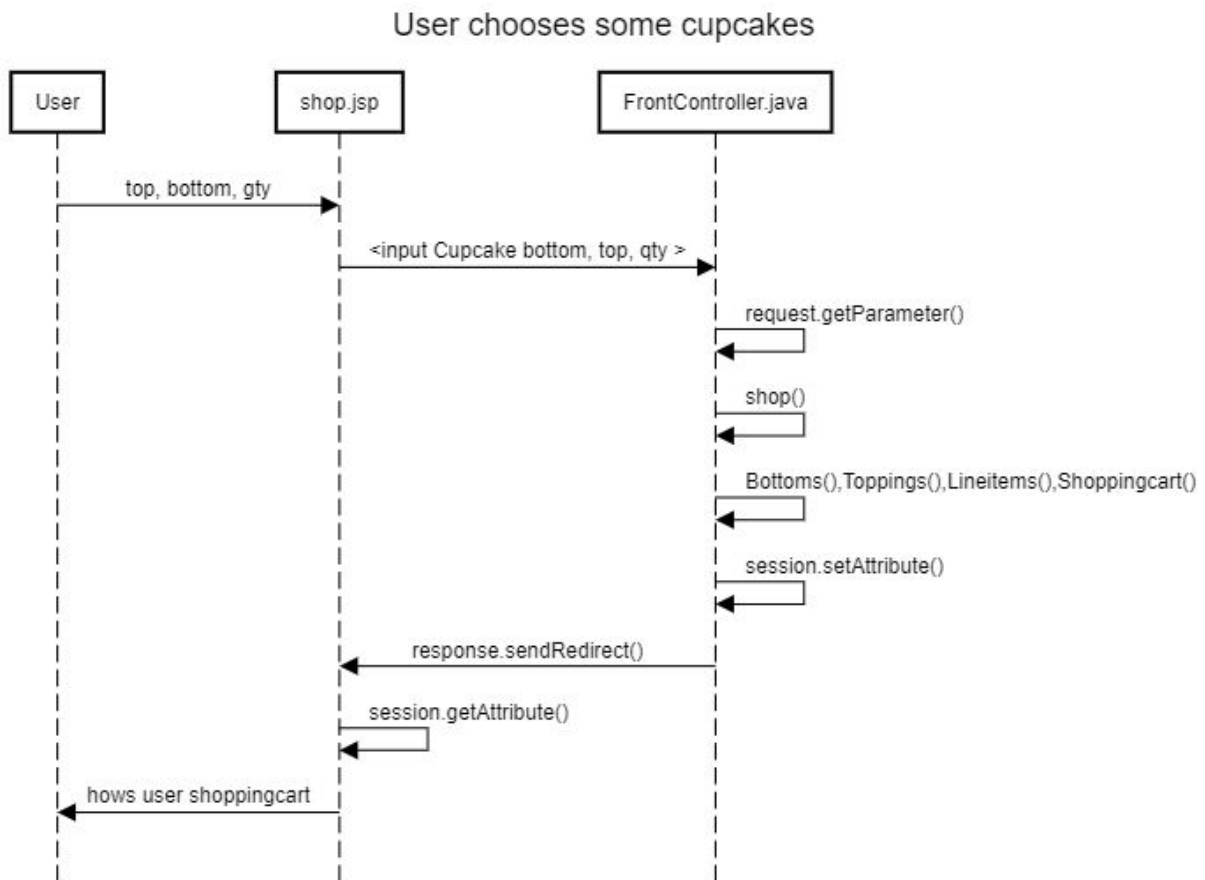 User chooses some cupcakes
User
shop.jsp
FrontController.java
top, bottom, gty
<input Cupcake bottom, top, qty >
request.getParameter()
shop()
Bottoms(),Toppings(),Lineitems(),Shoppingcart()
session.setAttribute()
response.sendRedirect()
session.getAttribute()
hows user shoppingcart